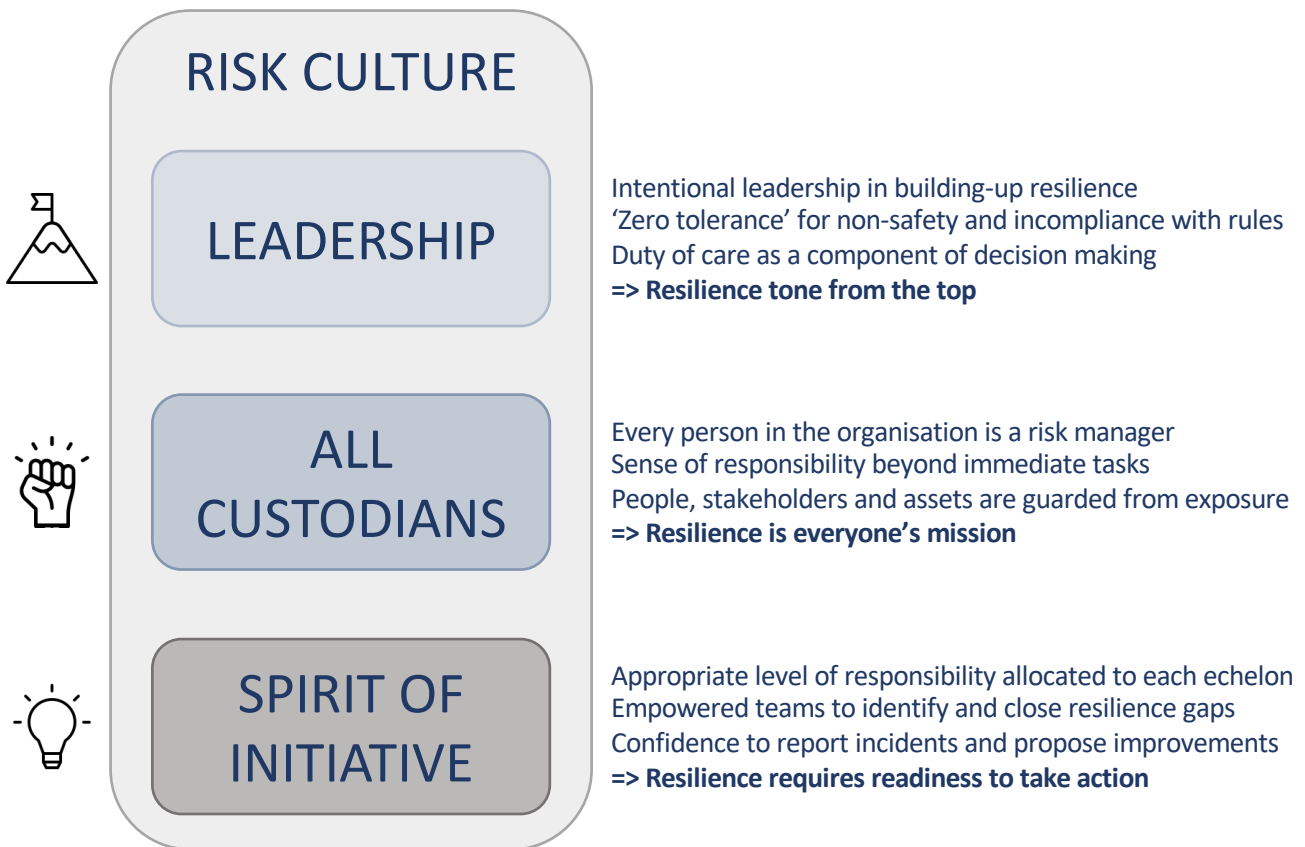 RISK CULTURE
LEADERSHIP
Intentional leadership in building-up resilience
‘Zero tolerance’ for non-safety and incompliance with rules
Duty of care as a component of decision making
=> Resilience tone from the top
ALL
CUSTODIANS
Every person in the organisation is a risk manager
Sense of responsibility beyond immediate tasks
People, stakeholders and assets are guarded from exposure
=> Resilience is everyone’s mission
SPIRIT OF
INITIATIVE
Appropriate level of responsibility allocated to each echelon
Empowered teams to identify and close resilience gaps
Confidence to report incidents and propose improvements
=> Resilience requires readiness to take action